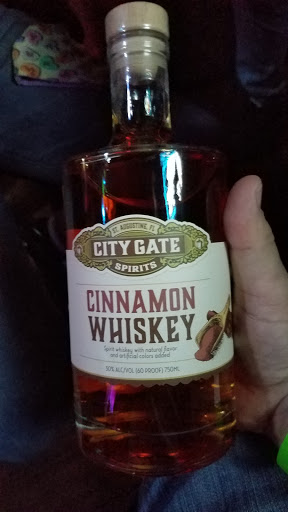 ST. AUGUSTINE, FL
CITY GATE
SPIRITS
CINNAMON
WHISKEY
Spirit whiskey with natural flavor
and artificial colors added
30% ALC/VOL (60 PROOF) 750ML